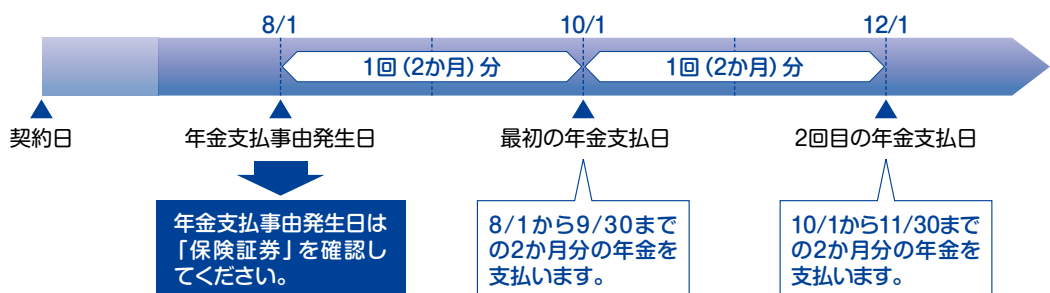 8/1
10/1
12/1
1回(2か月)分
1回(2か月)分
契約日
年金支払事由発生日
最初の年金支払日
2回目の年金支払日
年金支払事由発生日は
「保険証券」を確認し
てください。
8/1から9/30まで
の2か月分の年金を
支払います。
10/1から11/30まで
の2か月分の年金を
支払います。